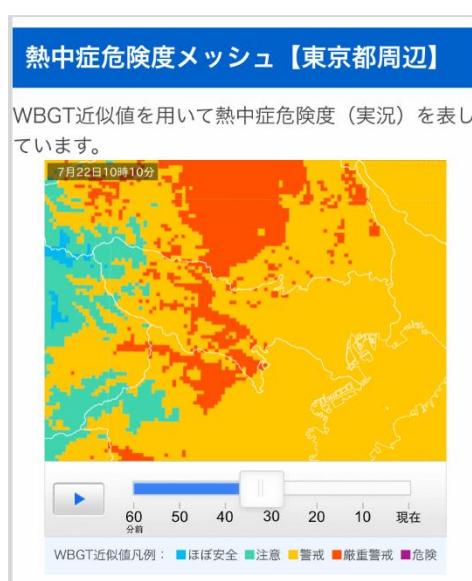 熱中症危険度メッシュ【東京都周辺】
WBGT近似値を用いて熱中症危険度（実況）を表し
ています。
7月22日10時10分
60 50 40 30 20 10 現在
分前
WBGT近似値凡例： ■ほぼ安全 ■注意 ■警戒 ■厳重警戒 ■危険